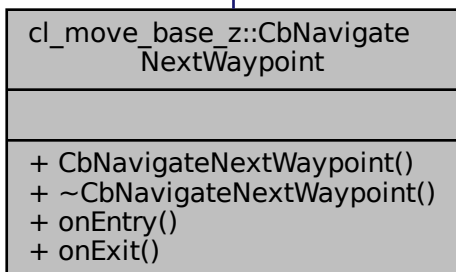 cl_move_base_z::CbNavigate
NextWaypoint
+ CbNavigateNextWaypoint()
+ ~CbNavigateNextWaypoint()
+ onEntry()
+ onExit()